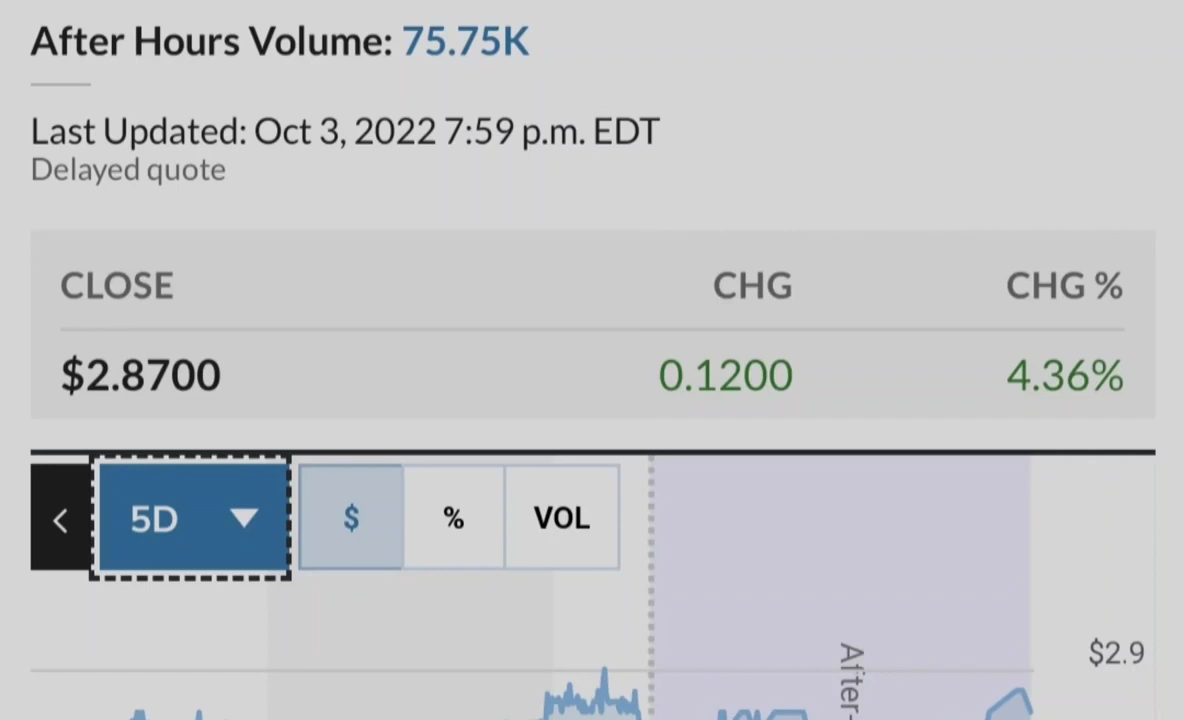 After Hours Volume: 75.75K
Last Updated: Oct 3, 2022 7:59 p.m. EDT
Delayed quote
CLOSE CHG CHG %
$2.8700 0.1200 4.36%
5D $ % VOL
$2.9
After-